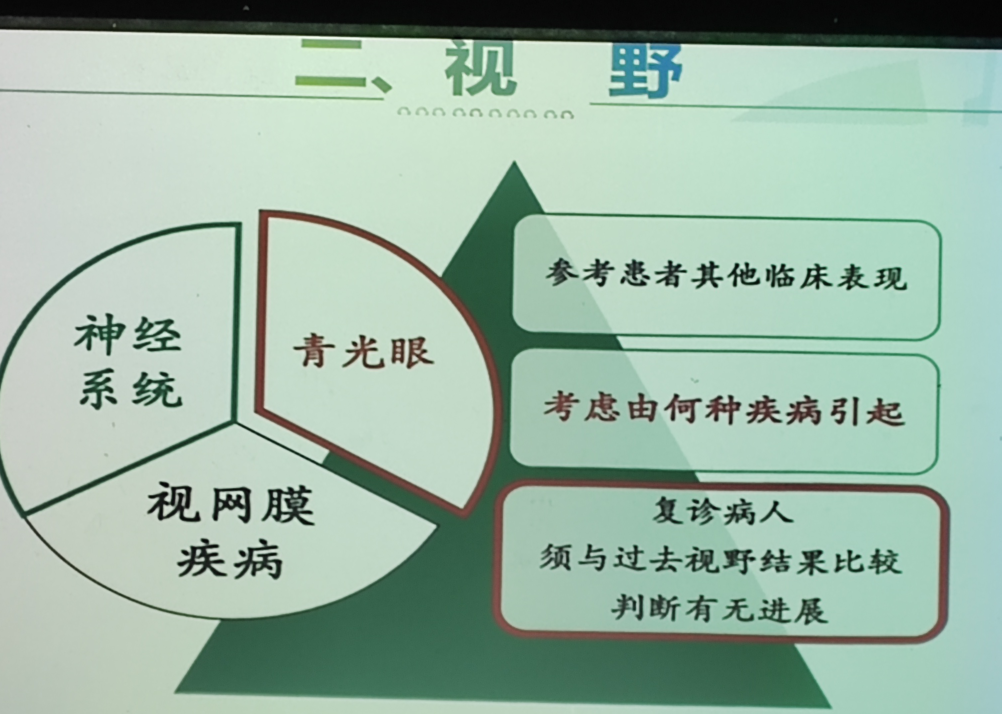 二、视 野
神经
系统
青光眼
视网膜
疾病
参考患者其他临床表现
考虑由何种疾病引起
复诊病人
须与过去视野结果比较
判断有无进展